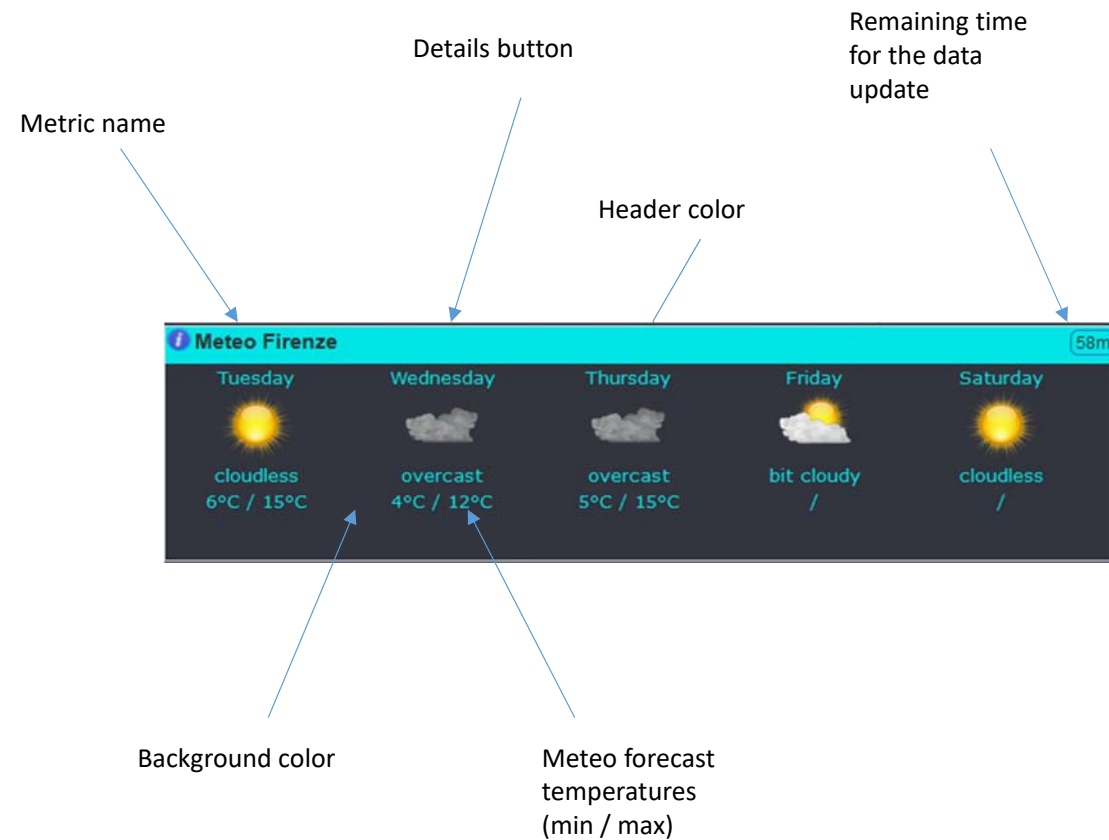 Remaining time
for the data
update
Details button
Metric name
Header color
i Meteo Firenze 58m
Tuesday Wednesday Thursday Friday Saturday
cloudless overcast overcast bit cloudy cloudless
6°C / 15°C 4°C / 12°C 5°C / 15°C / /
Background color
Meteo forecast
temperatures
(min / max)